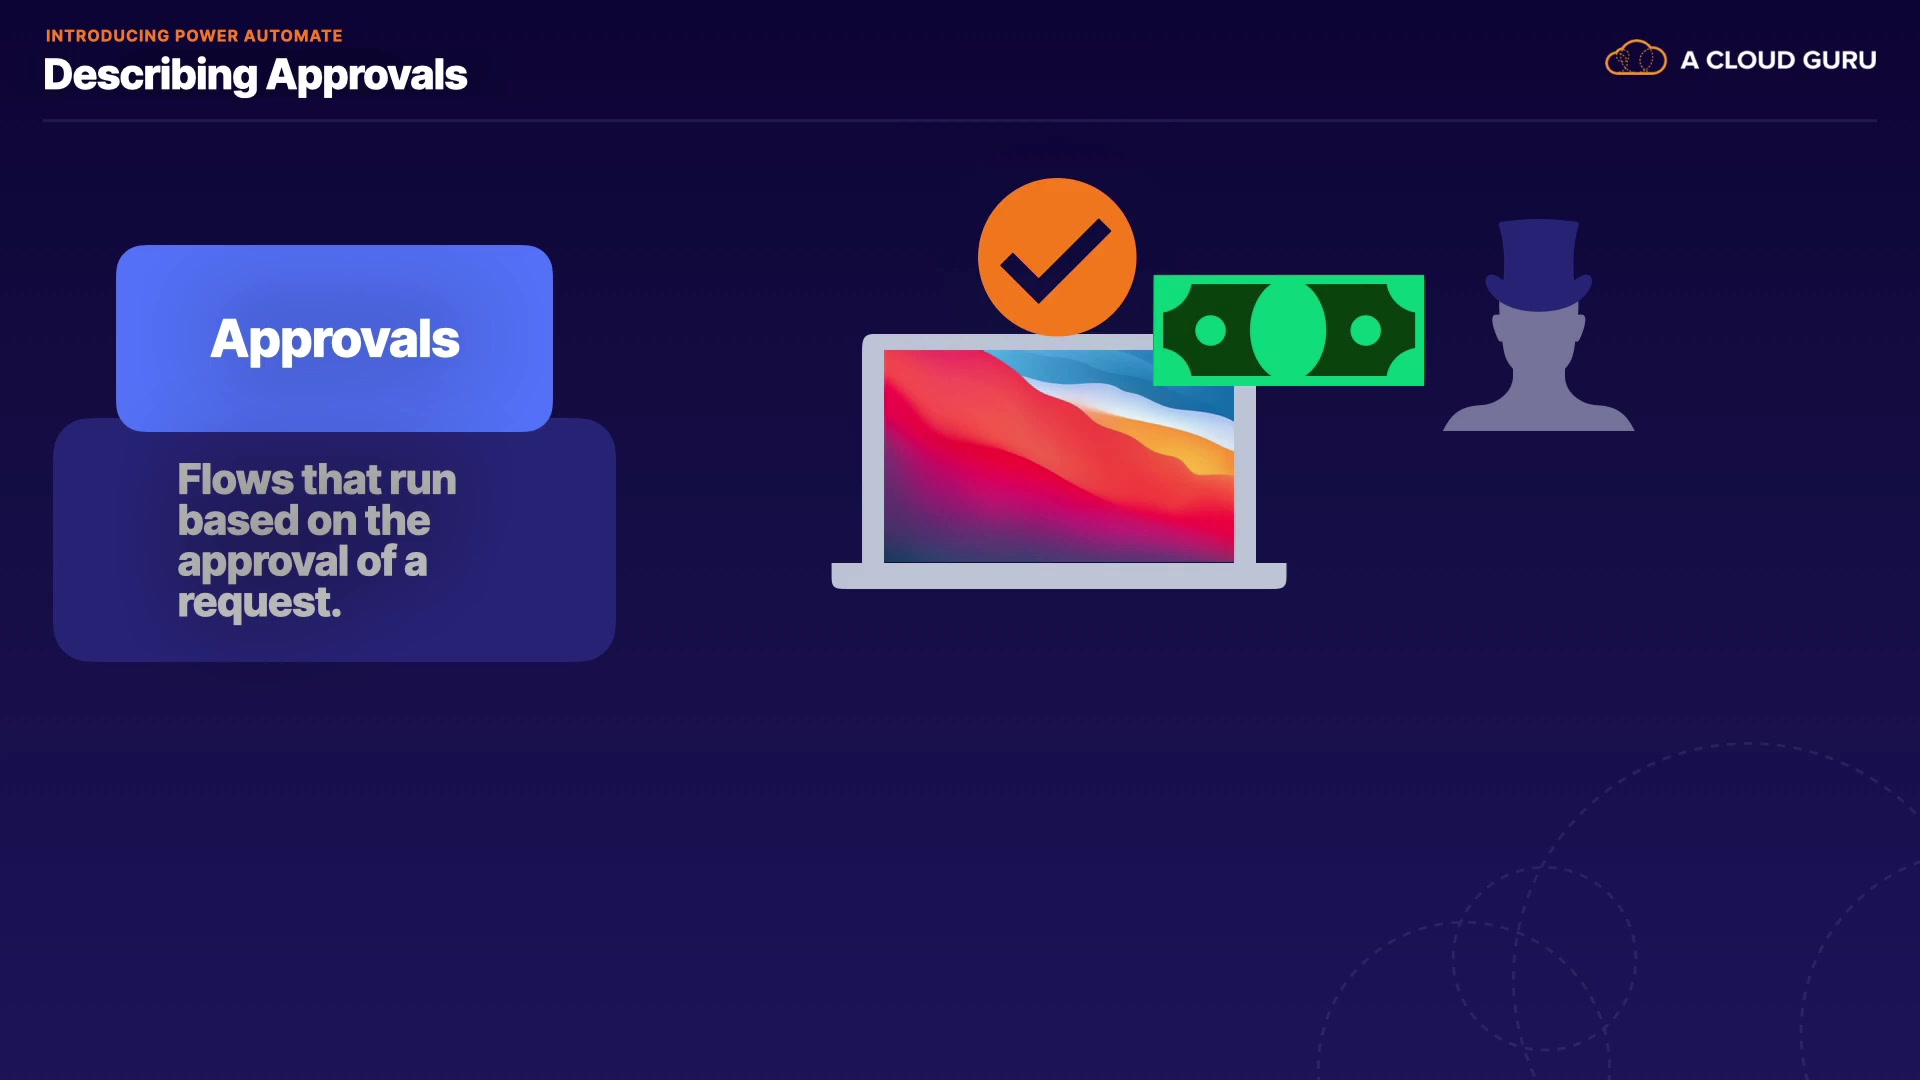 INTRODUCING POWER AUTOMATE
Describing Approvals
A CLOUD GURU
Approvals
Flows that run
based on the
approval of a
request.